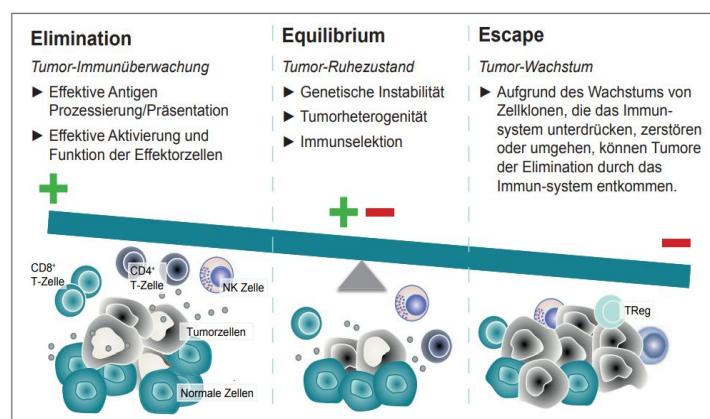 Elimination
Tumor-Immunüberwachung
► Effektive Antigen
Prozessierung/Präsentation
► Effektive Aktivierung und
Funktion der Effektorzellen
Equilibrium
Tumor-Ruhezustand
► Genetische Instabilität
► Tumorheterogenität
► Immunselektion
Escape
Tumor-Wachstum
► Aufgrund des Wachstums von
Zellklonen, die das Immun-
system unterdrücken, zerstören
oder umgehen, können Tumore
der Elimination durch das
Immun-system entkommen.
CD8⁺
T-Zelle
CD4⁺
T-Zelle
NK Zelle
Tumorzellen
Normale Zellen
TReg